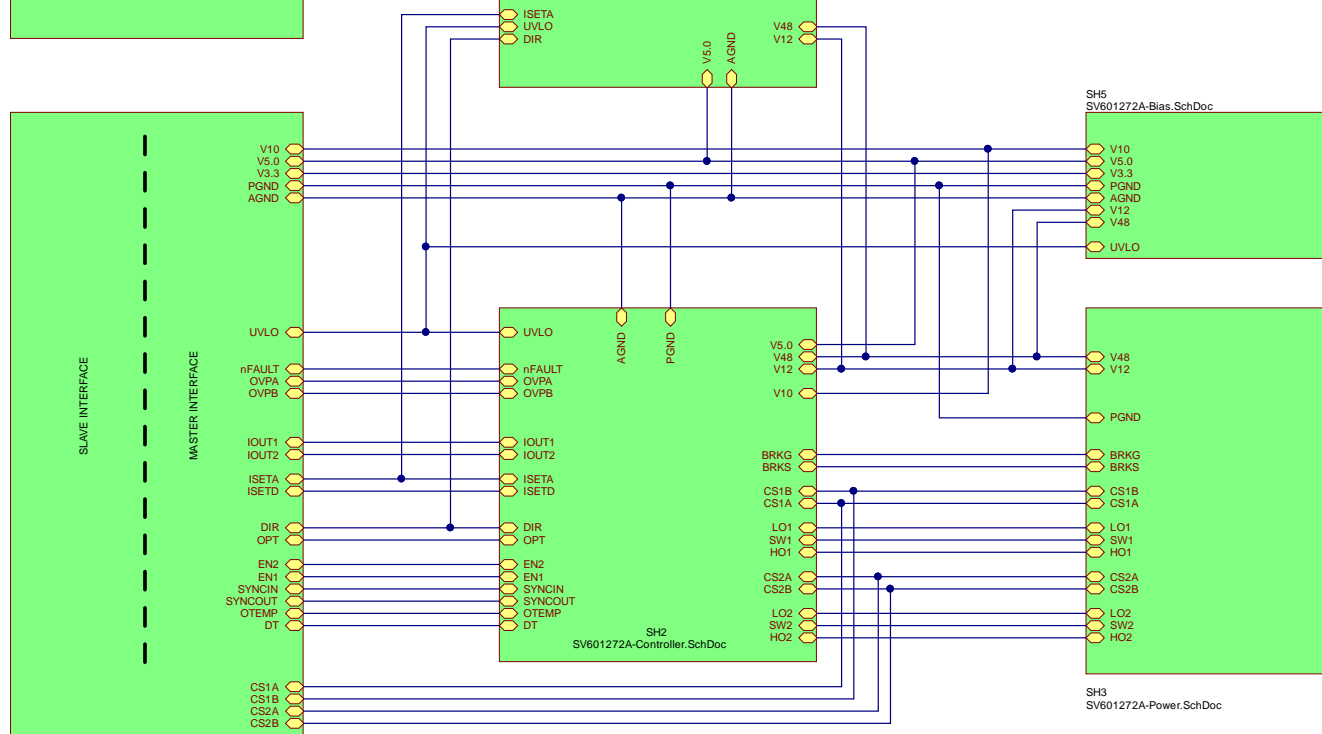 ISETA
UVLO
DIR
V48
V12
V5.0
AGND
SH5
SV601272A-Bias.SchDoc
V10
V5.0
V3.3
PGND
AGND
V10
V5.0
V3.3
PGND
AGND
V12
V48
UVLO
SLAVE INTERFACE
MASTER INTERFACE
UVLO
nFAULT
OVPA
OVPB
IOUT1
IOUT2
ISETA
ISETD
DIR
OPT
EN2
EN1
SYNCIN
SYNCOUT
OTEMP
DT
CS1A
CS1B
CS2A
CS2B
UVLO
nFAULT
OVPA
OVPB
IOUT1
IOUT2
ISETA
ISETD
DIR
OPT
EN2
EN1
SYNCIN
SYNCOUT
OTEMP
DT
AGND
PGND
V5.0
V48
V12
V10
BRKG
BRKS
CS1B
CS1A
LO1
SW1
HO1
CS2A
CS2B
LO2
SW2
HO2
SH2
SV601272A-Controller.SchDoc
V48
V12
PGND
BRKG
BRKS
CS1B
CS1A
LO1
SW1
HO1
CS2A
CS2B
LO2
SW2
HO2
SH3
SV601272A-Power.SchDoc